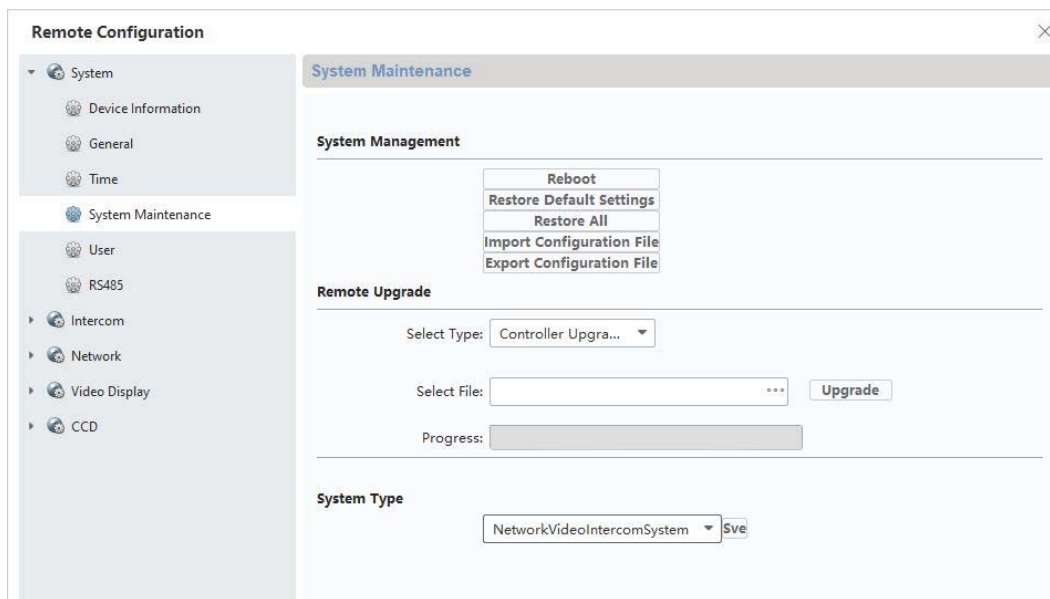 Remote Configuration
System
Device Information
General
Time
System Maintenance
User
RS485
Intercom
Network
Video Display
CCD
System Maintenance
System Management
Reboot
Restore Default Settings
Restore All
Import Configuration File
Export Configuration File
Remote Upgrade
Select Type: Controller Upgra...
Select File: ... Upgrade
Progress:
System Type
NetworkVideoIntercomSystem Sve